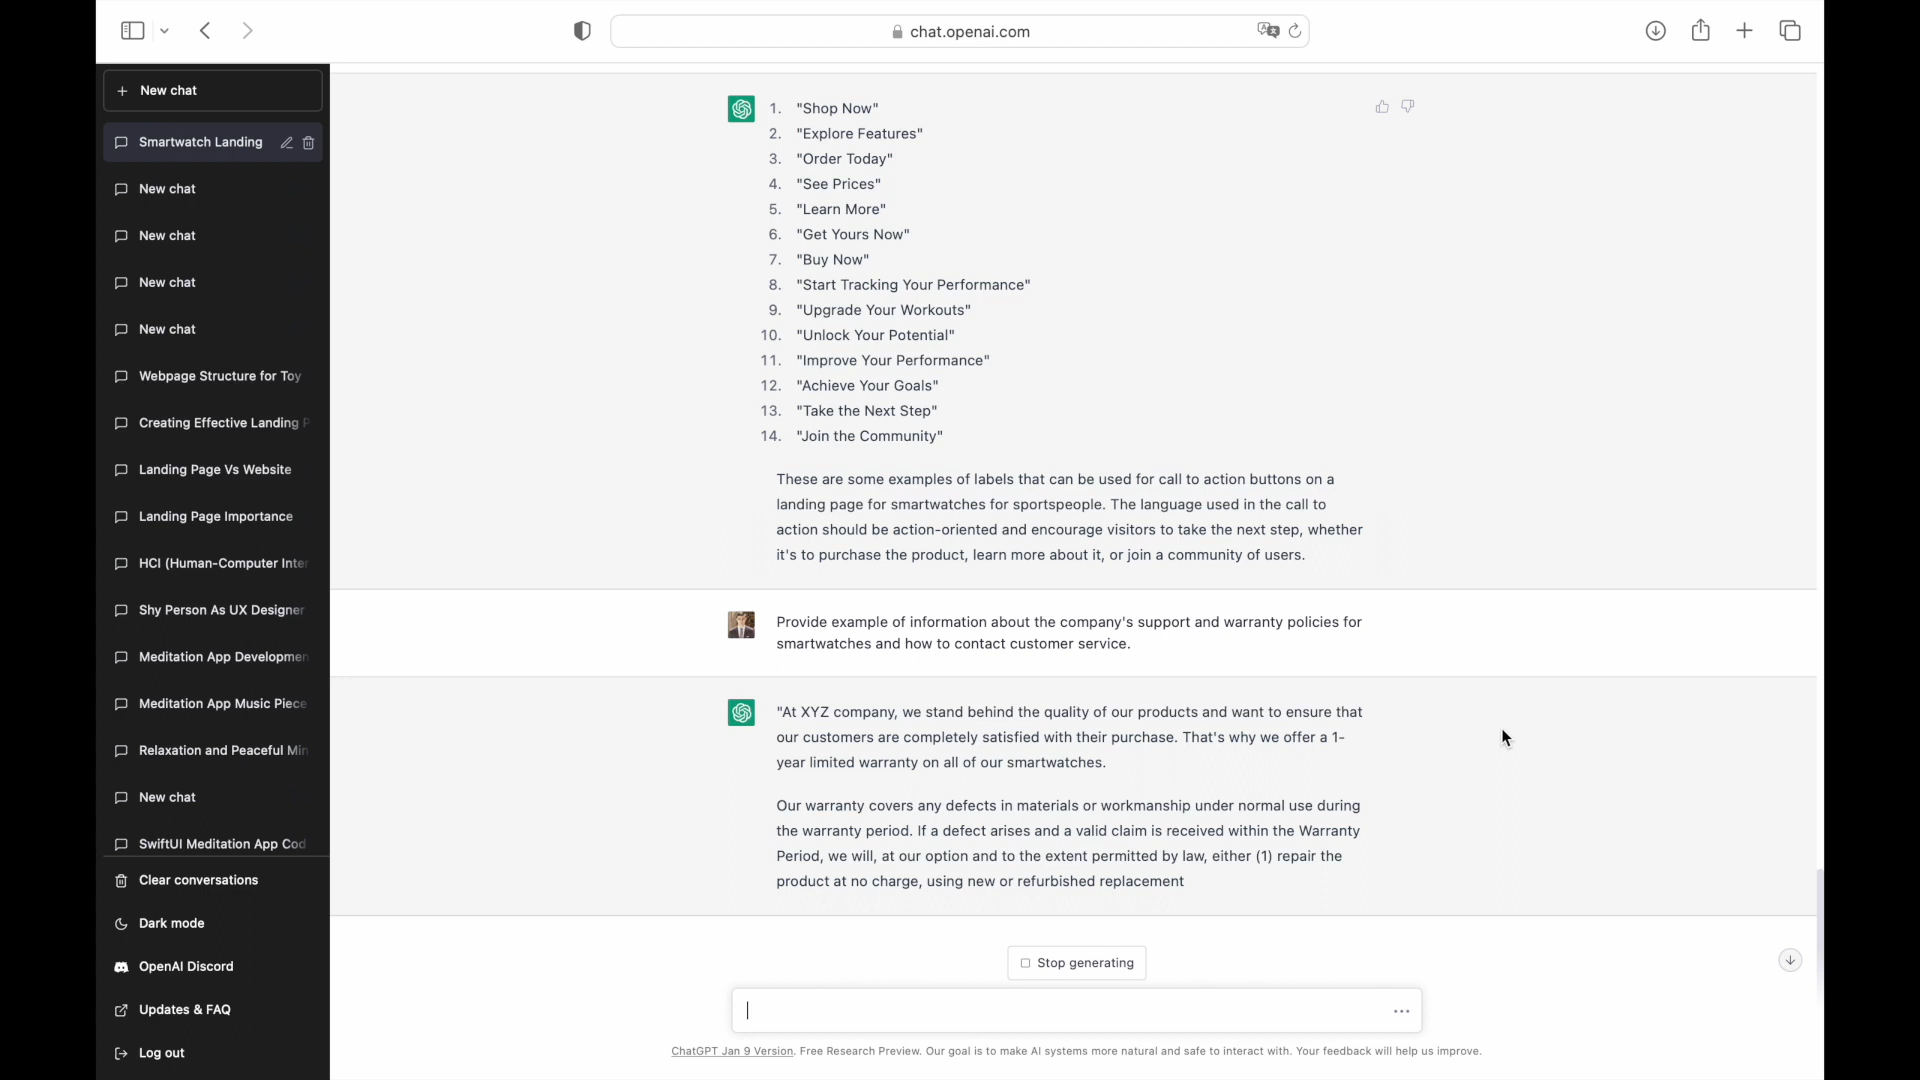 chat.openai.com
New chat
Smartwatch Landing
New chat
New chat
New chat
New chat
Webpage Structure for Toy
Creating Effective Landing P
Landing Page Vs Website
Landing Page Importance
HCI (Human-Computer Inter
Shy Person As UX Designer
Meditation App Developmen
Meditation App Music Piece
Relaxation and Peaceful Min
New chat
SwiftUI Meditation App Cod
Clear conversations
Dark mode
OpenAI Discord
Updates & FAQ
Log out
1. "Shop Now"
2. "Explore Features"
3. "Order Today"
4. "See Prices"
5. "Learn More"
6. "Get Yours Now"
7. "Buy Now"
8. "Start Tracking Your Performance"
9. "Upgrade Your Workouts"
10. "Unlock Your Potential"
11. "Improve Your Performance"
12. "Achieve Your Goals"
13. "Take the Next Step"
14. "Join the Community"
These are some examples of labels that can be used for call to action buttons on a
landing page for smartwatches for sportspeople. The language used in the call to
action should be action-oriented and encourage visitors to take the next step, whether
it's to purchase the product, learn more about it, or join a community of users.
Provide example of information about the company's support and warranty policies for
smartwatches and how to contact customer service.
"At XYZ company, we stand behind the quality of our products and want to ensure that
our customers are completely satisfied with their purchase. That's why we offer a 1-
year limited warranty on all of our smartwatches.
Our warranty covers any defects in materials or workmanship under normal use during
the warranty period. If a defect arises and a valid claim is received within the Warranty
Period, we will, at our option and to the extent permitted by law, either (1) repair the
product at no charge, using new or refurbished replacement
Stop generating
ChatGPT Jan 9 Version. Free Research Preview. Our goal is to make AI systems more natural and safe to interact with. Your feedback will help us improve.